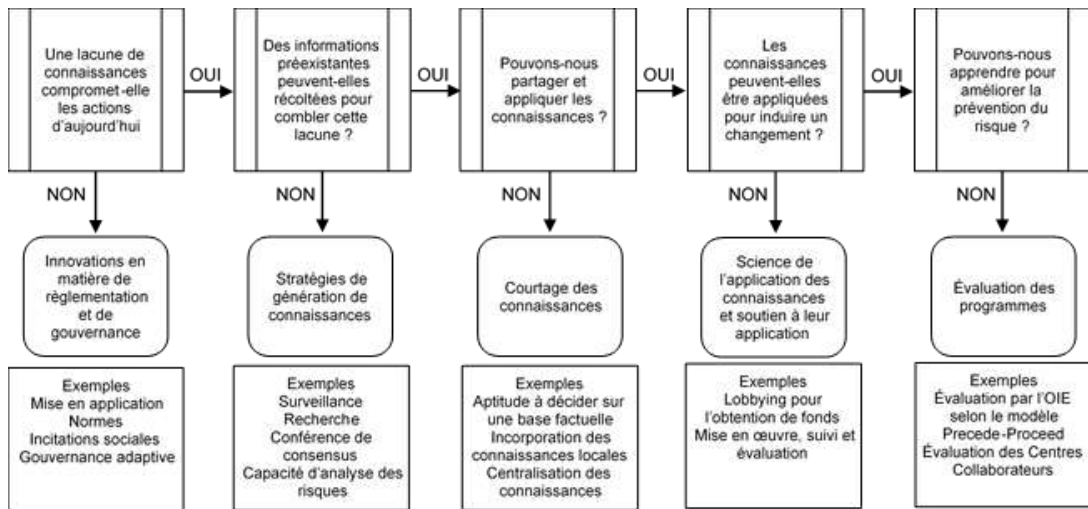 Une lacune de
connaissances
compromet-elle
les actions
d'aujourd'hui
OUI
Des informations
préexistantes
peuvent-elles
récoltées pour
combler cette
lacune ?
OUI
Pouvons-nous
partager et
appliquer les
connaissances ?
OUI
Les
connaissances
peuvent-elles
être appliquées
pour induire un
changement ?
OUI
Pouvons-nous
apprendre pour
améliorer la
prévention du
risque ?
NON
NON
NON
NON
NON
Innovations en
matière de
règlementation
et de
gouvernance
Stratégies de
génération de
connaissances
Courtage des
connaissances
Science de
l'application des
connaissances
et soutien à leur
application
Évaluation des
programmes
Exemples
Mise en application
Normes
Incitations sociales
Gouvernance adaptive
Exemples
Surveillance
Recherche
Conférence de
consensus
Capacité d'analyse des
risques
Exemples
Aptitude à décider sur
une base factuelle
Incorporation des
connaissances locales
Centralisation des
connaissances
Exemples
Lobbying pour
l'obtention de fonds
Mise en œuvre, suivi et
évaluation
Exemples
Évaluation par l'OIE
selon le modèle
Precede-Proceed
Évaluation des Centres
Collaborateurs